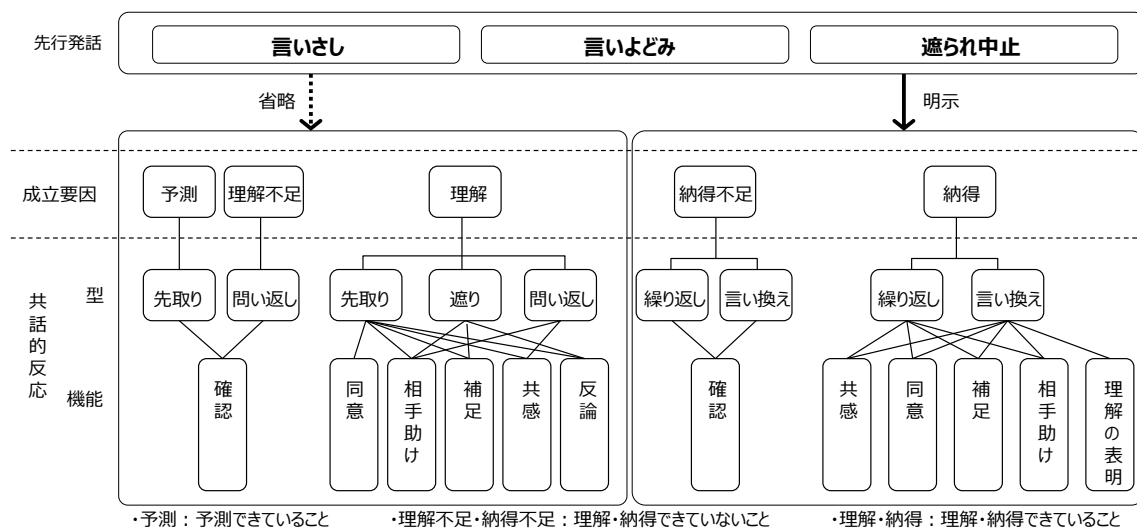 先行発話
言いさし
言いよどみ
遮られ中止
省略
明示
成立要因
予測
理解不足
理解
納得不足
納得
共話的反応
型
先取り
問い返し
先取り
遮り
問い返し
繰り返し
言い換え
繰り返し
言い換え
機能
確認
同意
相手助け
補足
共感
反論
確認
共感
同意
補足
相手助け
理解の表明
・予測：予測できていること
・理解不足・納得不足：理解・納得できていないこと
・理解・納得：理解・納得できていること